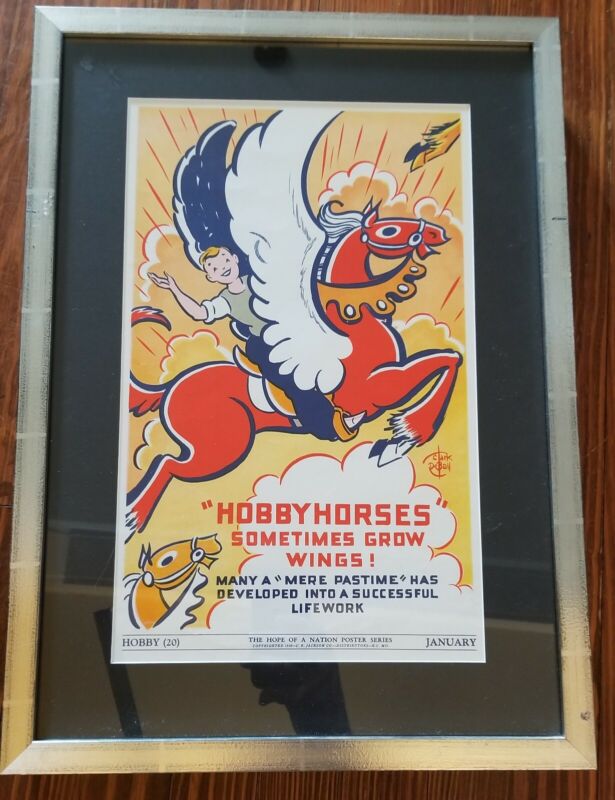 Clark
"HOBBYHORSES"
SOMETIMES GROW
WINGS!
MANY A "MERE PASTIME" HAS
DEVELOPED INTO A SUCCESSFUL
LIFEWORK
HOBBY (20)
THE HOPE OF A NATION POSTER SERIES
JANUARY